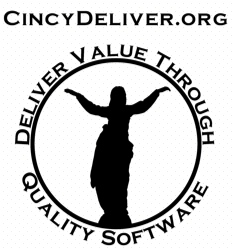 CINCYDELIVER.ORG
DELIVER VALUE THROUGH
QUALITY SOFTWARE